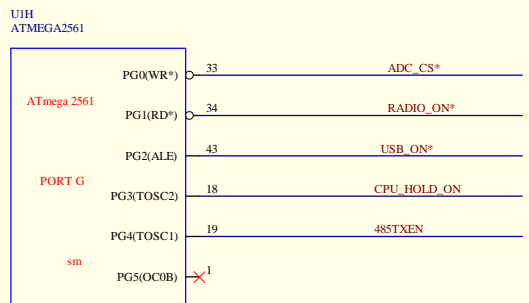 U1H
ATMEGA2561
PG0(WR*) 33 ADC_CS*
ATmega 2561
PG1(RD*) 34 RADIO_ON*
PG2(ALE) 43 USB_ON*
PORT G
PG3(TOSC2) 18 CPU_HOLD_ON
PG4(TOSC1) 19 485TXEN
sm
PG5(OC0B) 1